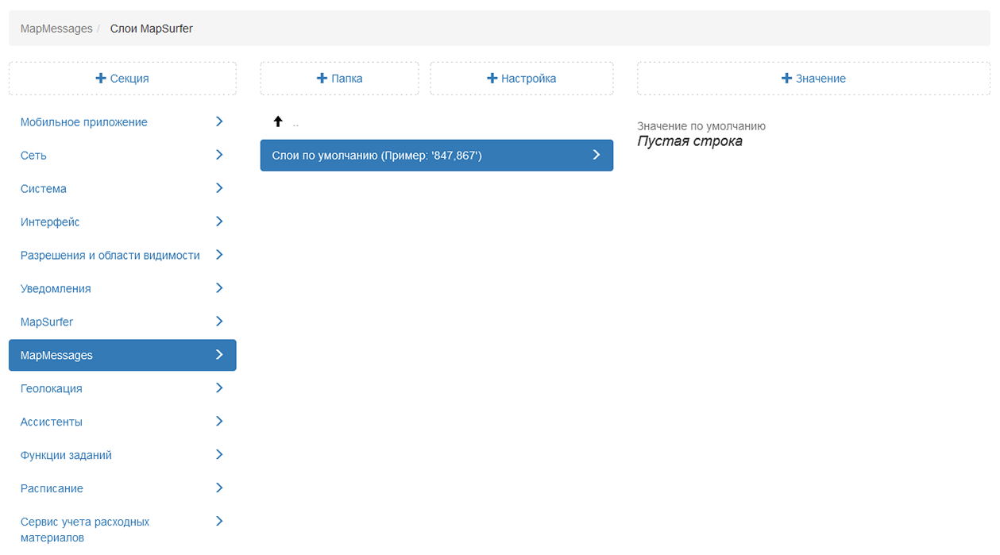 MapMessages / Слои MapSurfer
Секция
Папка
Настройка
Значение
Мобильное приложение
Сеть
Система
Интерфейс
Разрешения и области видимости
Уведомления
MapSurfer
MapMessages
Геолокация
Ассистенты
Функции заданий
Расписание
Сервис учета расходных
материалов
..
Слои по умолчанию (Пример: '847,867')
Значение по умолчанию
Пустая строка